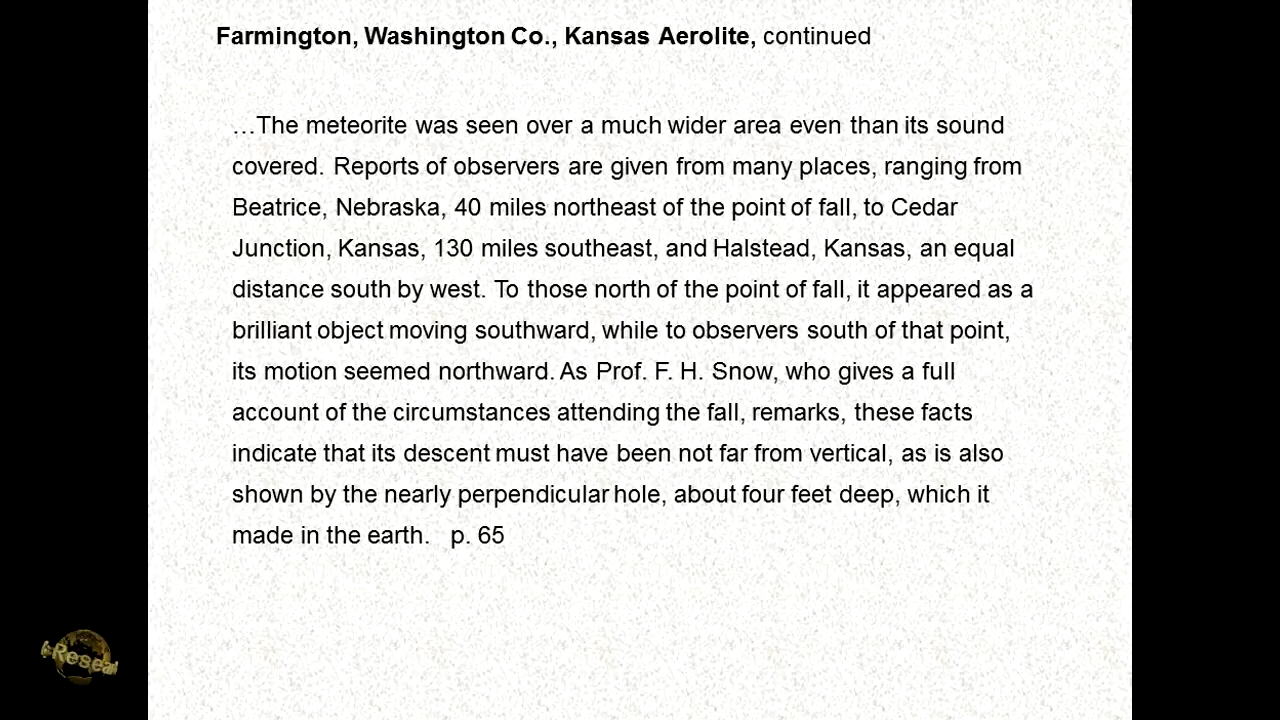 Farmington, Washington Co., Kansas Aerolite, continued
…The meteorite was seen over a much wider area even than its sound
covered. Reports of observers are given from many places, ranging from
Beatrice, Nebraska, 40 miles northeast of the point of fall, to Cedar
Junction, Kansas, 130 miles southeast, and Halstead, Kansas, an equal
distance south by west. To those north of the point of fall, it appeared as a
brilliant object moving southward, while to observers south of that point,
its motion seemed northward. As Prof. F. H. Snow, who gives a full
account of the circumstances attending the fall, remarks, these facts
indicate that its descent must have been not far from vertical, as is also
shown by the nearly perpendicular hole, about four feet deep, which it
made in the earth. p. 65